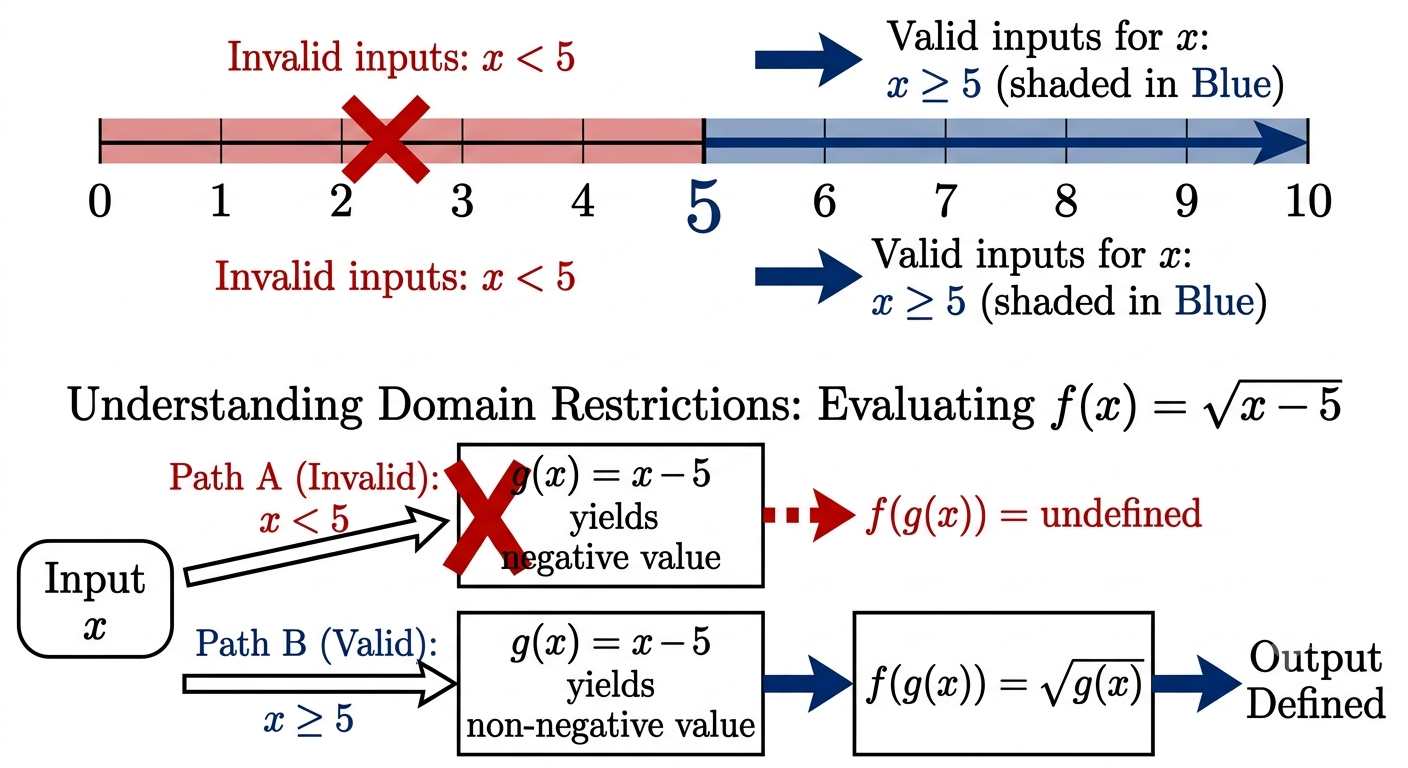 Invalid inputs: x < 5
Valid inputs for x:
x ≥ 5 (shaded in Blue)
0 1 2 3 4 5 6 7 8 9 10
Invalid inputs: x < 5
Valid inputs for x:
x ≥ 5 (shaded in Blue)
Understanding Domain Restrictions: Evaluating f(x) = √(x − 5)
Input
x
Path A (Invalid):
x < 5
g(x) = x − 5
yields
negative value
f(g(x)) = undefined
Path B (Valid):
x ≥ 5
g(x) = x − 5
yields
non-negative value
f(g(x)) = √g(x)
Output
Defined